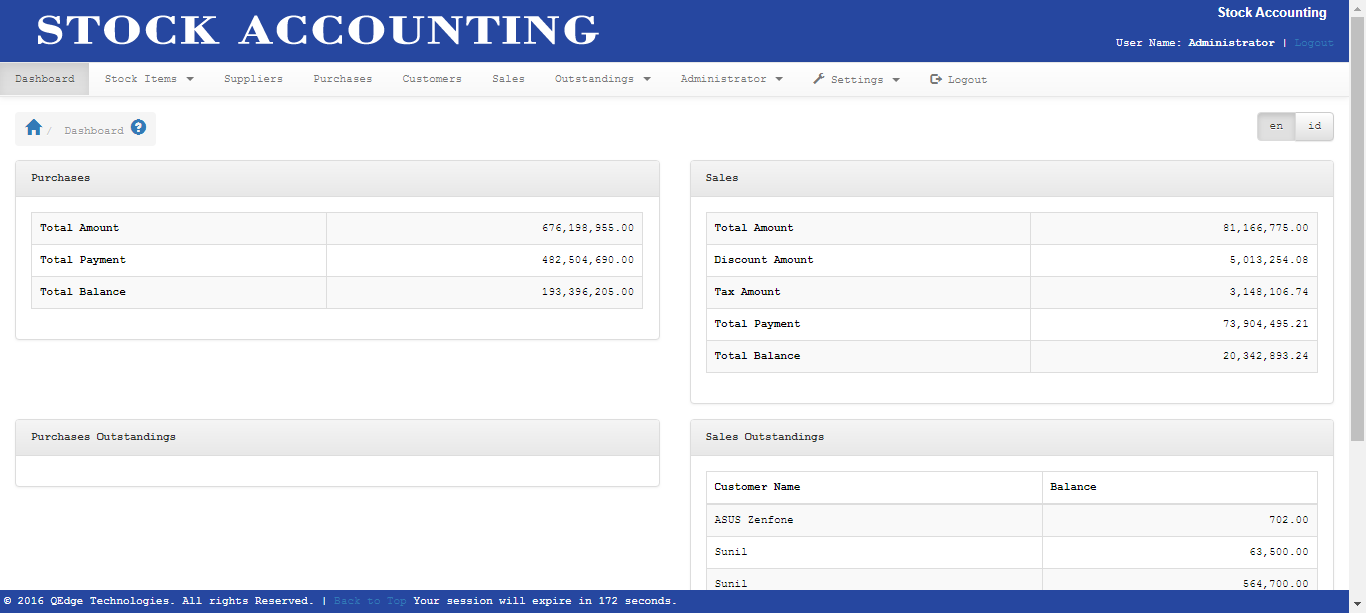 STOCK ACCOUNTING
Stock Accounting
User Name: Administrator | Logout
Dashboard Stock Items Suppliers Purchases Customers Sales Outstandings Administrator Settings Logout
/ Dashboard ?
en id
Purchases
Total Amount 676,198,955.00
Total Payment 482,504,690.00
Total Balance 193,396,205.00
Sales
Total Amount 81,166,775.00
Discount Amount 5,013,254.08
Tax Amount 3,148,106.74
Total Payment 73,904,495.21
Total Balance 20,342,893.24
Purchases Outstandings
Sales Outstandings
Customer Name Balance
ASUS Zenfone 702.00
Sunil 63,500.00
Sunil 564,700.00
© 2016 QEdge Technologies. All rights Reserved. | Back to Top Your session will expire in 172 seconds.